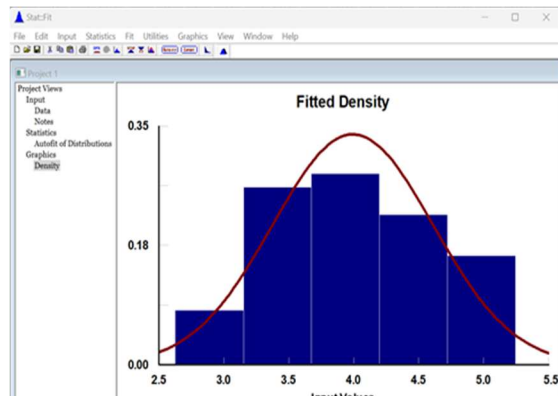 Stat::Fit
File Edit Input Statistics Fit Utilities Graphics View Window Help
Project 1
Project Views
Input
Data
Notes
Statistics
Autofit of Distributions
Graphics
Density
Fitted Density
0.35
0.18
0.00
2.5 3.0 3.5 4.0 4.5 5.0 5.5
Input Values